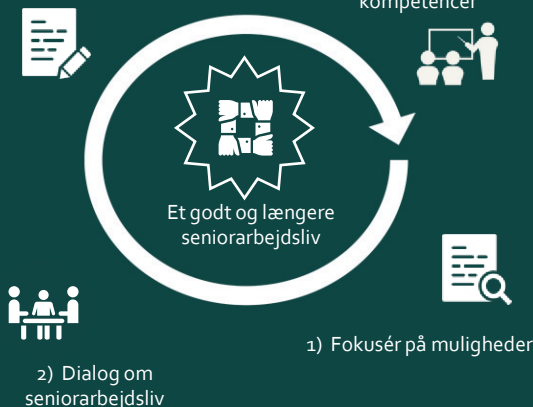 kompetencer
Et godt og længere
seniorarbejdsliv
1) Fokusér på muligheder
2) Dialog om
seniorarbejdsliv